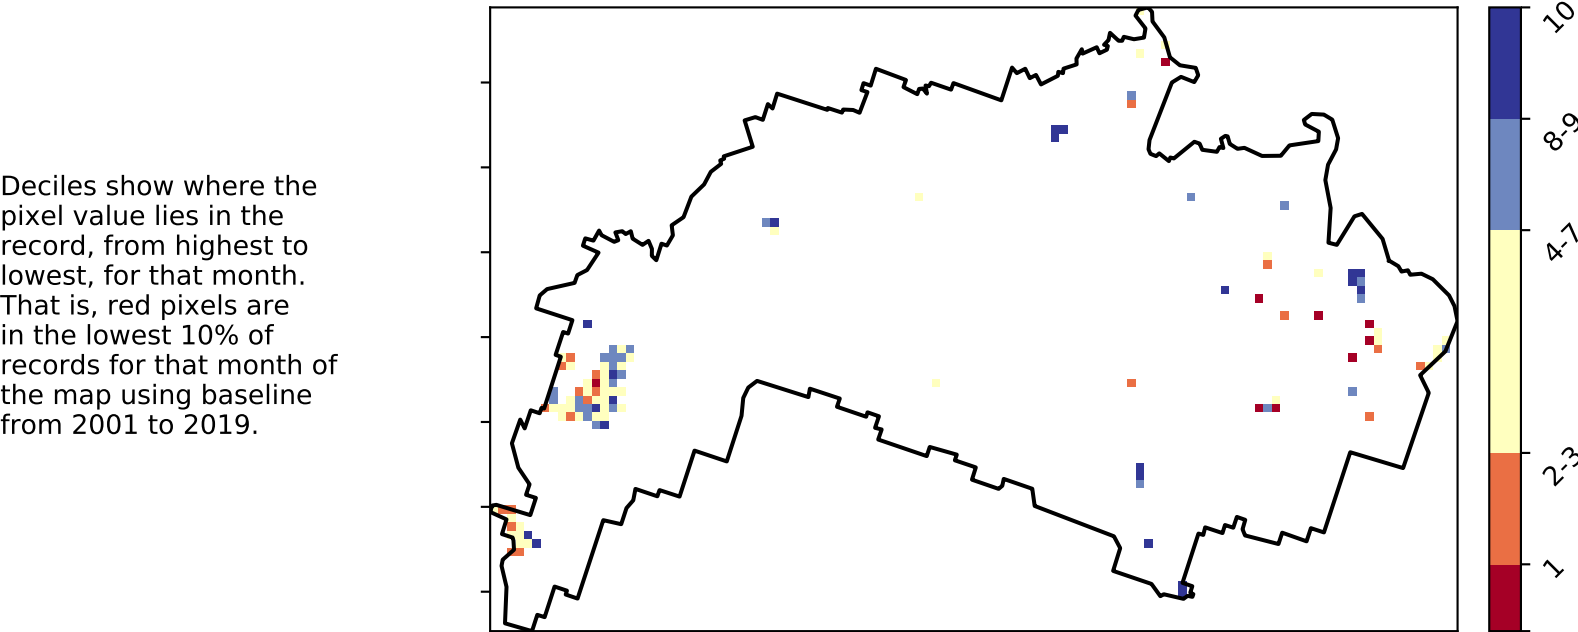 Deciles show where the
pixel value lies in the
record, from highest to
lowest, for that month.
That is, red pixels are
in the lowest 10% of
records for that month of
the map using baseline
from 2001 to 2019.
10
8-9
4-7
2-3
1